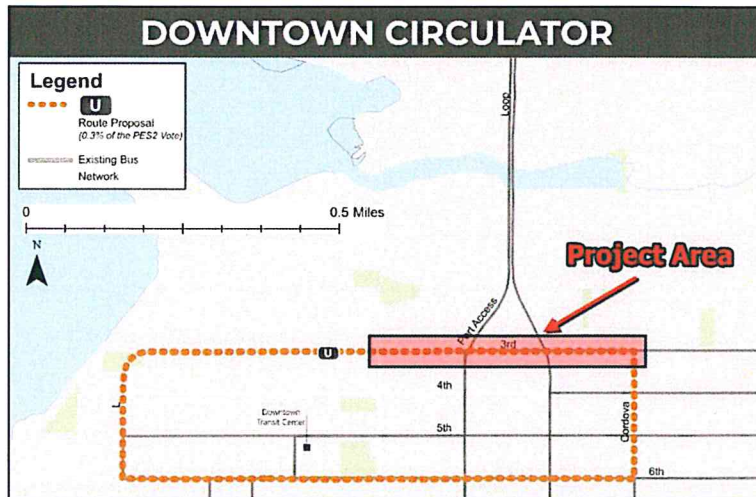 DOWNTOWN CIRCULATOR
Legend
U
Route Proposal
(0.3% of the PES2 Vote)
Existing Bus
Network
0
0.5 Miles
N
Loop
Project Area
Port Access
3rd
U
4th
L
Downtown
Transit Center
5th
Cordova
6th